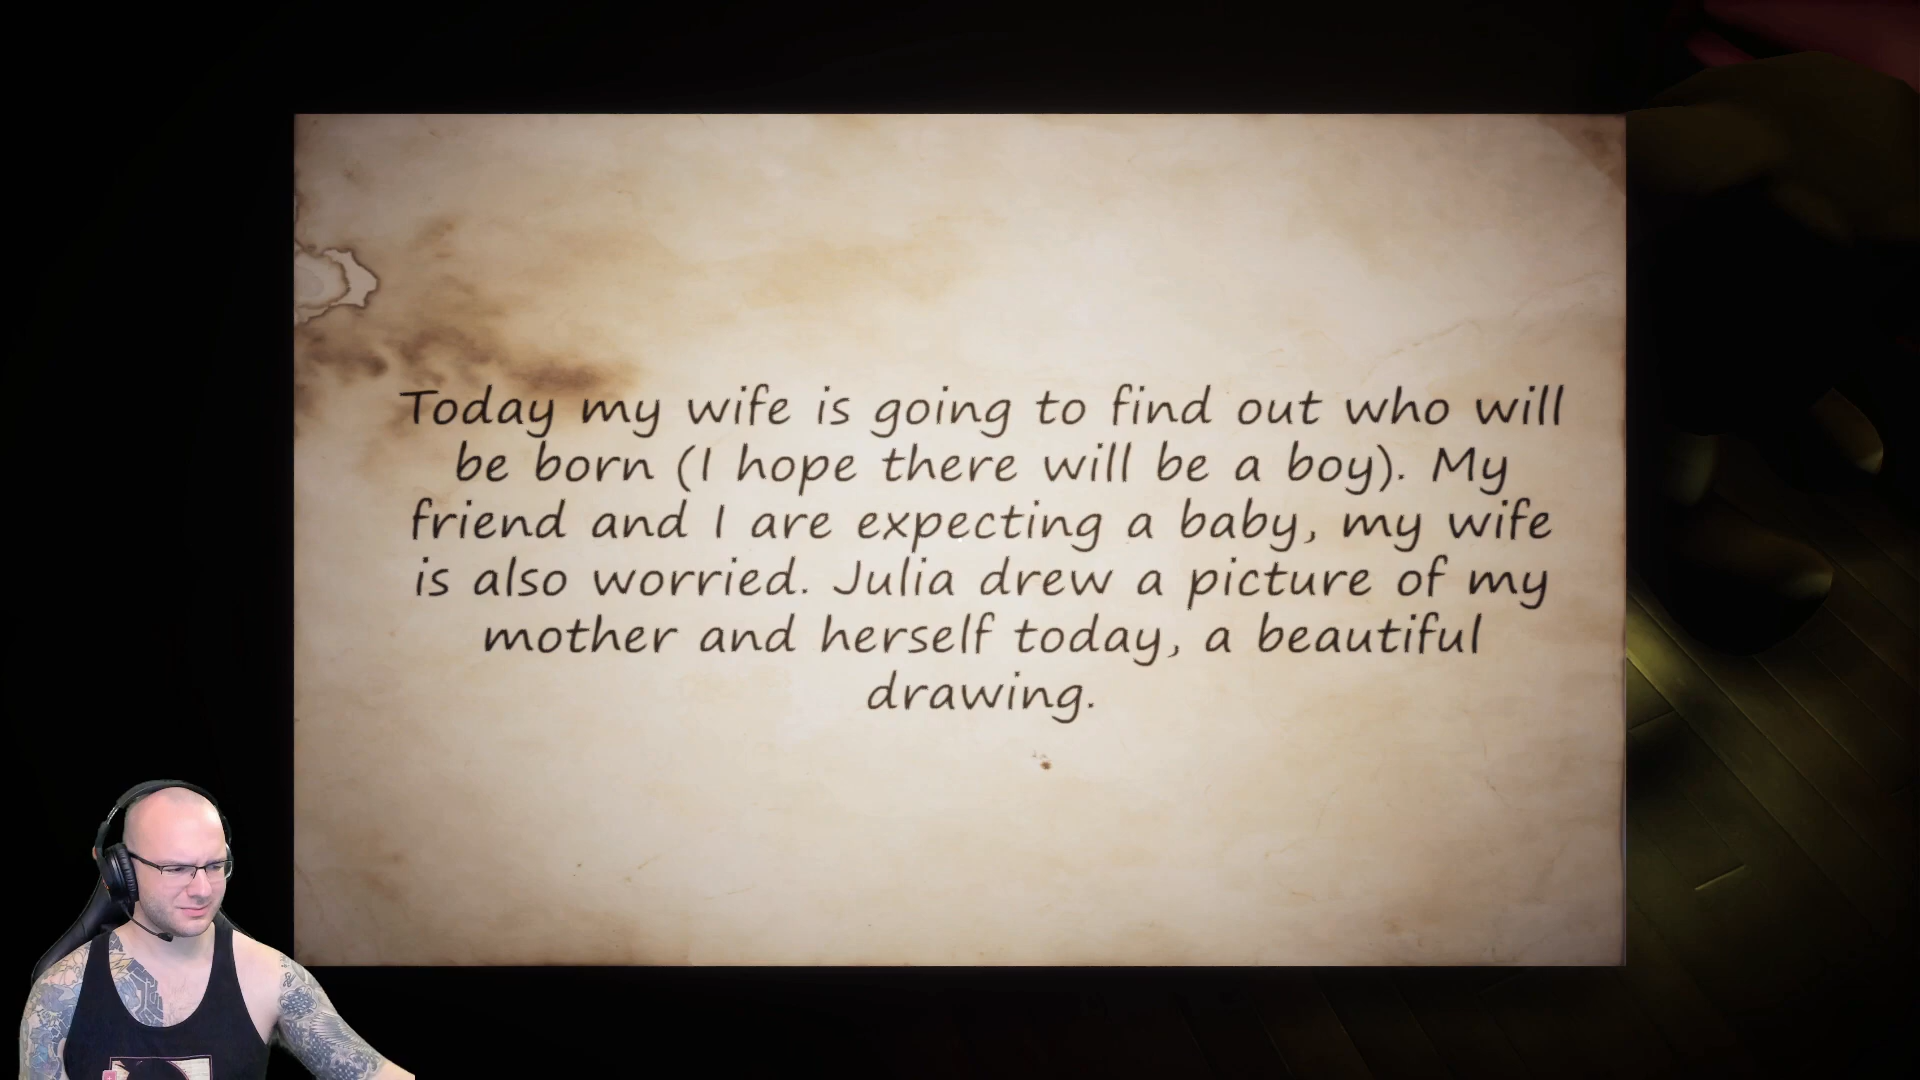 Today my wife is going to find out who will
be born (I hope there will be a boy). My
friend and I are expecting a baby, my wife
is also worried. Julia drew a picture of my
mother and herself today, a beautiful
drawing.